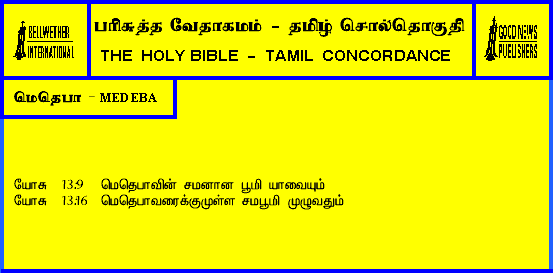 BELLWETHER
INTERNATIONAL
பரிசுத்த வேதாகமம் - தமிழ் சொல்தொகுதி
THE HOLY BIBLE - TAMIL CONCORDANCE
GOOD NEWS
PUBLISHERS
மெதெபா - MEDEBA
யோசு 13:9 மெதெபாவின் சமனான பூமி யாவையும்
யோசு 13:16 மெதெபாவரைக்குமுள்ள சமபூமி முழுவதும்